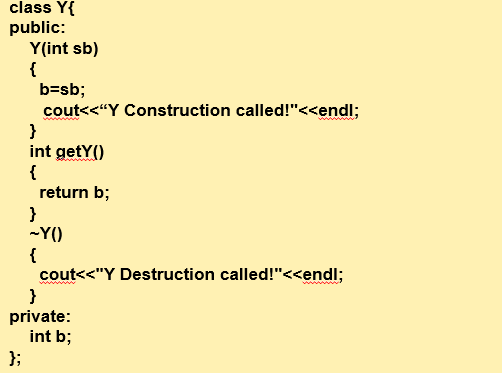 class Y{
public:
Y(int sb)
{
b=sb;
cout<<“Y Construction called!"<<endl;
}
int getY()
{
return b;
}
~Y()
{
cout<<"Y Destruction called!"<<endl;
}
private:
int b;
};